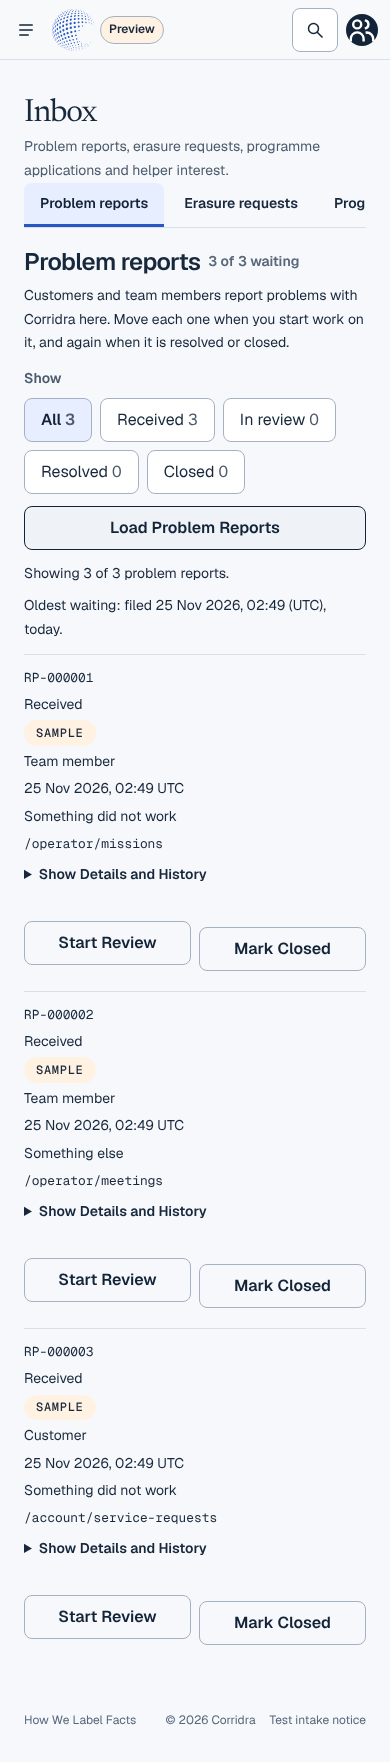 Preview
Inbox
Problem reports, erasure requests, programme
applications and helper interest.
Problem reports Erasure requests Prog
Problem reports 3 of 3 waiting
Customers and team members report problems with
Corridra here. Move each one when you start work on
it, and again when it is resolved or closed.
Show
All 3 Received 3 In review 0
Resolved 0 Closed 0
Load Problem Reports
Showing 3 of 3 problem reports.
Oldest waiting: filed 25 Nov 2026, 02:49 (UTC),
today.
RP-000001
Received
SAMPLE
Team member
25 Nov 2026, 02:49 UTC
Something did not work
/operator/missions
Show Details and History
Start Review Mark Closed
RP-000002
Received
SAMPLE
Team member
25 Nov 2026, 02:49 UTC
Something else
/operator/meetings
Show Details and History
Start Review Mark Closed
RP-000003
Received
SAMPLE
Customer
25 Nov 2026, 02:49 UTC
Something did not work
/account/service-requests
Show Details and History
Start Review Mark Closed
How We Label Facts © 2026 Corridra Test intake notice